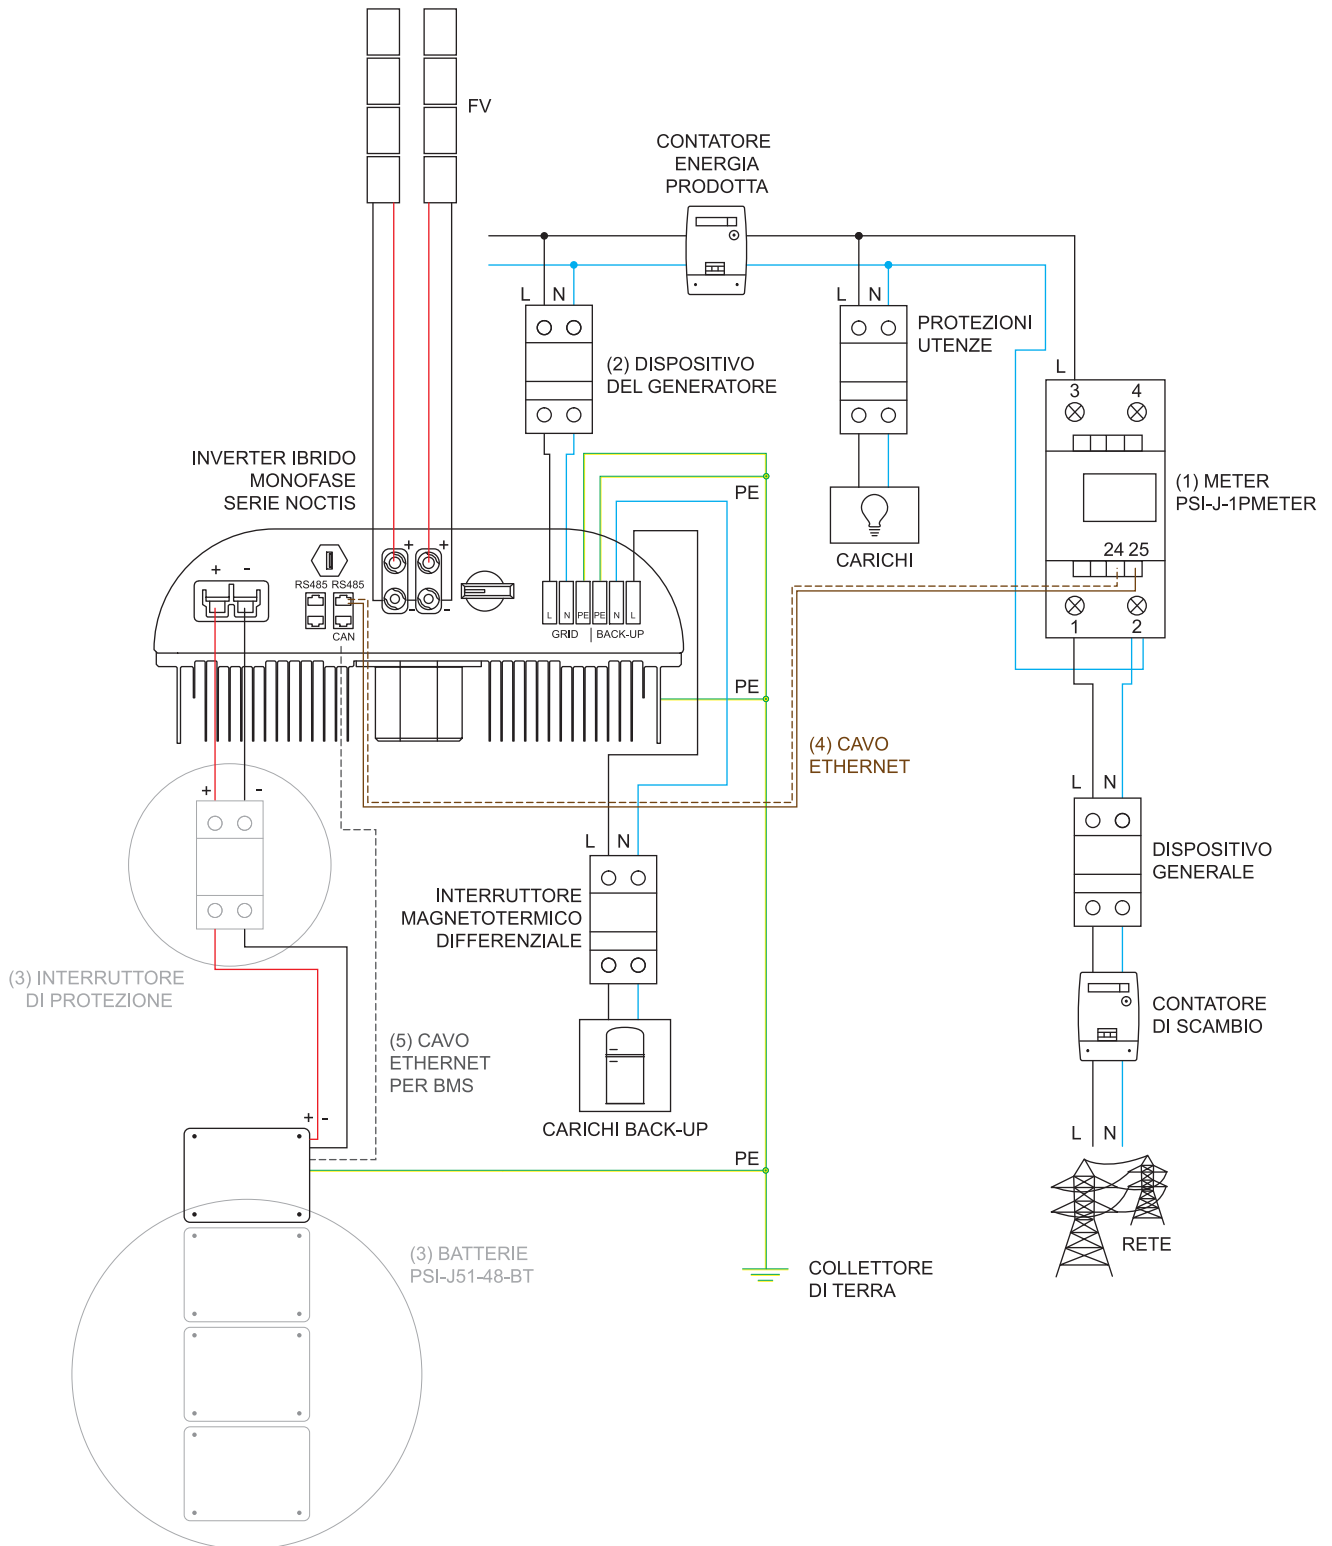 FV
CONTATORE
ENERGIA
PRODOTTA
L N
L N
PROTEZIONI
UTENZE
(2) DISPOSITIVO
DEL GENERATORE
L
3 4
(1) METER
PSI-J-1PMETER
24 25
1 2
INVERTER IBRIDO
MONOFASE
SERIE NOCTIS
PE
CARICHI
+ -
RS485 RS485
CAN
+ +
- -
L N PE PE N L
GRID | BACK-UP
PE
(4) CAVO
ETHERNET
+ -
L N
L N
DISPOSITIVO
GENERALE
INTERRUTTORE
MAGNETOTERMICO
DIFFERENZIALE
(3) INTERRUTTORE
DI PROTEZIONE
CONTATORE
DI SCAMBIO
(5) CAVO
ETHERNET
PER BMS
+ -
CARICHI BACK-UP
L N
PE
RETE
(3) BATTERIE
PSI-J51-48-BT
COLLETTORE
DI TERRA